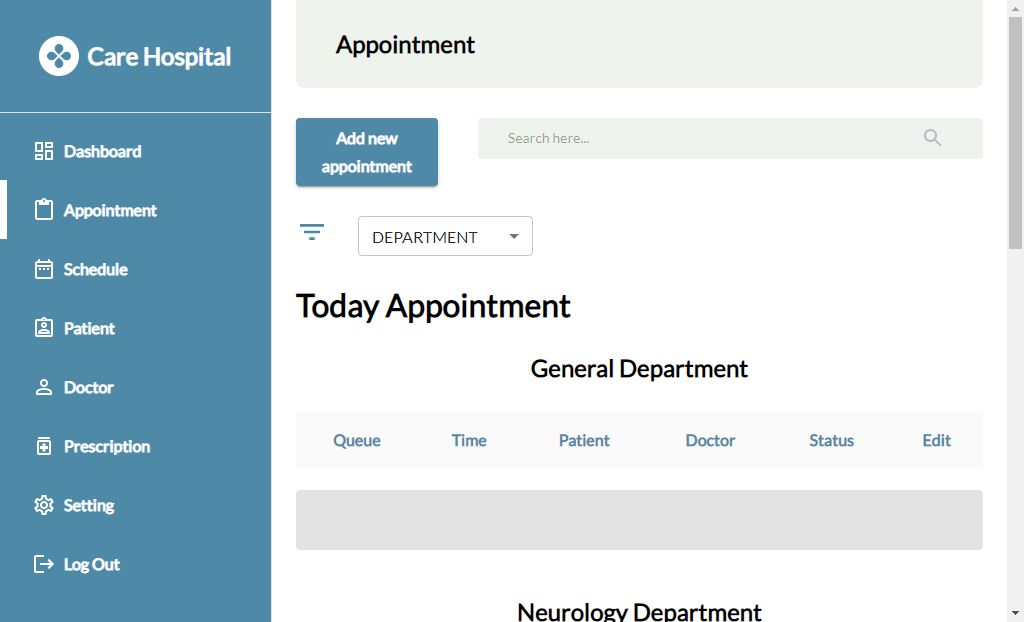 Care Hospital
Dashboard
Appointment
Schedule
Patient
Doctor
Prescription
Setting
Log Out
Appointment
Add new
appointment
Search here...
DEPARTMENT
Today Appointment
General Department
Queue Time Patient Doctor Status Edit
Neurology Department